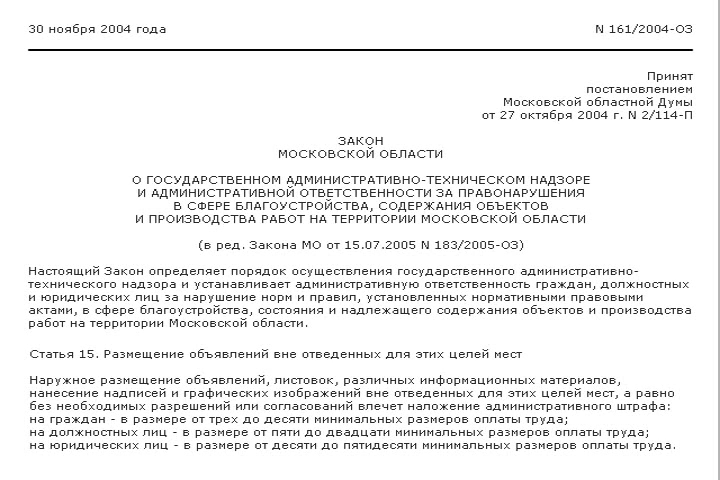 30 ноября 2004 года
N 161/2004-ОЗ
Принят
постановлением
Московской областной Думы
от 27 октября 2004 г. N 2/114-П
ЗАКОН
МОСКОВСКОЙ ОБЛАСТИ
О ГОСУДАРСТВЕННОМ АДМИНИСТРАТИВНО-ТЕХНИЧЕСКОМ НАДЗОРЕ
И АДМИНИСТРАТИВНОЙ ОТВЕТСТВЕННОСТИ ЗА ПРАВОНАРУШЕНИЯ
В СФЕРЕ БЛАГОУСТРОЙСТВА, СОДЕРЖАНИЯ ОБЪЕКТОВ
И ПРОИЗВОДСТВА РАБОТ НА ТЕРРИТОРИИ МОСКОВСКОЙ ОБЛАСТИ
(в ред. Закона МО от 15.07.2005 N 183/2005-ОЗ)
Настоящий Закон определяет порядок осуществления государственного административно-
технического надзора и устанавливает административную ответственность граждан, должностных
и юридических лиц за нарушение норм и правил, установленных нормативными правовыми
актами, в сфере благоустройства, состояния и надлежащего содержания объектов и производства
работ на территории Московской области.
Статья 15. Размещение объявлений вне отведенных для этих целей мест
Наружное размещение объявлений, листовок, различных информационных материалов,
нанесение надписей и графических изображений вне отведенных для этих целей мест, а равно
без необходимых разрешений или согласований влечет наложение административного штрафа:
на граждан - в размере от трех до десяти минимальных размеров оплаты труда;
на должностных лиц - в размере от пяти до двадцати минимальных размеров оплаты труда;
на юридических лиц - в размере от десяти до пятидесяти минимальных размеров оплаты труда.